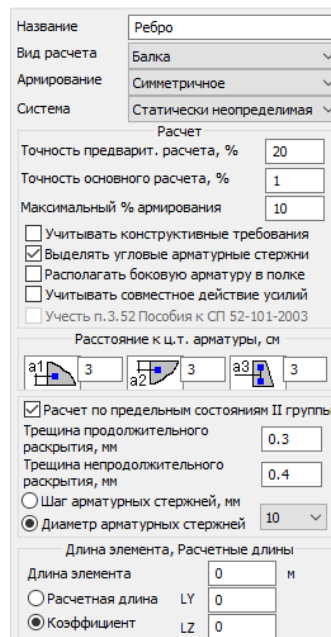 Название Ребро
Вид расчета Балка
Армирование Симметричное
Система Статически неопределимая
Расчет
Точность предварит. расчета, % 20
Точность основного расчета, % 1
Максимальный % армирования 10
Учитывать конструктивные требования
Выделять угловые арматурные стержни
Располагать боковую арматуру в полке
Учитывать совместное действие усилий
Учесть п.3.52 Пособия к СП 52-101-2003
Расстояние к ц.т. арматуры, см
a1 3 a2 3 a3 3
Расчет по предельным состояниям II группы
Трещина продолжительного
раскрытия, мм 0.3
Трещина непродолжительного
раскрытия, мм 0.4
Шаг арматурных стержней, мм
Диаметр арматурных стержней 10
Длина элемента, Расчетные длины
Длина элемента 0 м
Расчетная длина LY 0
Коэффициент LZ 0